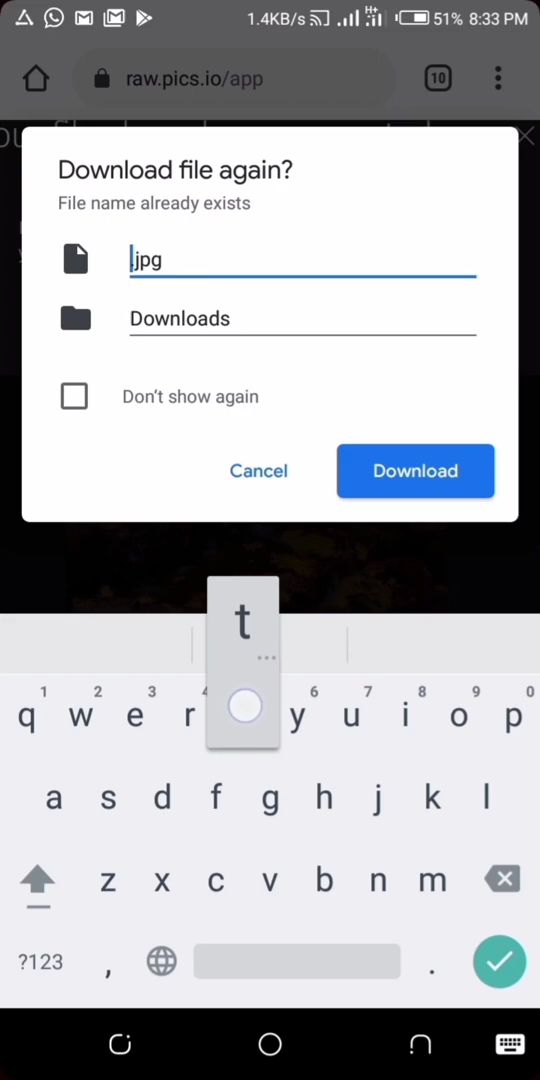 1.4KB/s H+ 51% 8:33 PM
raw.pics.io/app 10
Download file again?
File name already exists
.jpg
Downloads
Don't show again
Cancel Download
t
1 2 3 4 6 7 8 9 0
q w e r y u i o p
a s d f g h j k l
z x c v b n m
?123 , .